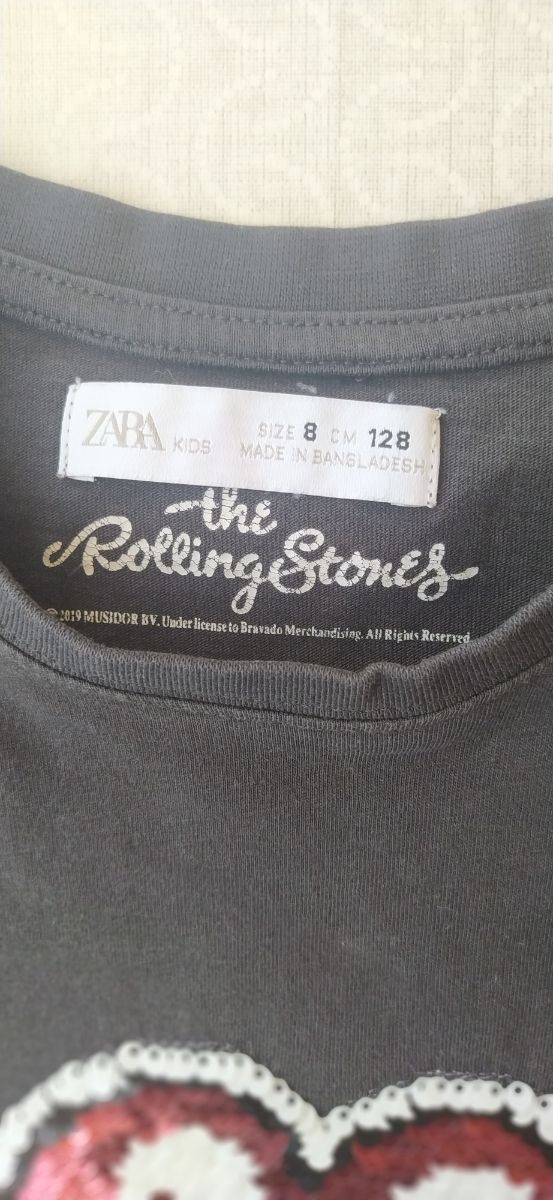 ZARA KIDS SIZE 8 CM 128
MADE IN BANGLADESH
the
Rolling Stones
© 2019 MUSIDOR BV. Under license to Bravado Merchandising. All Rights Reserved